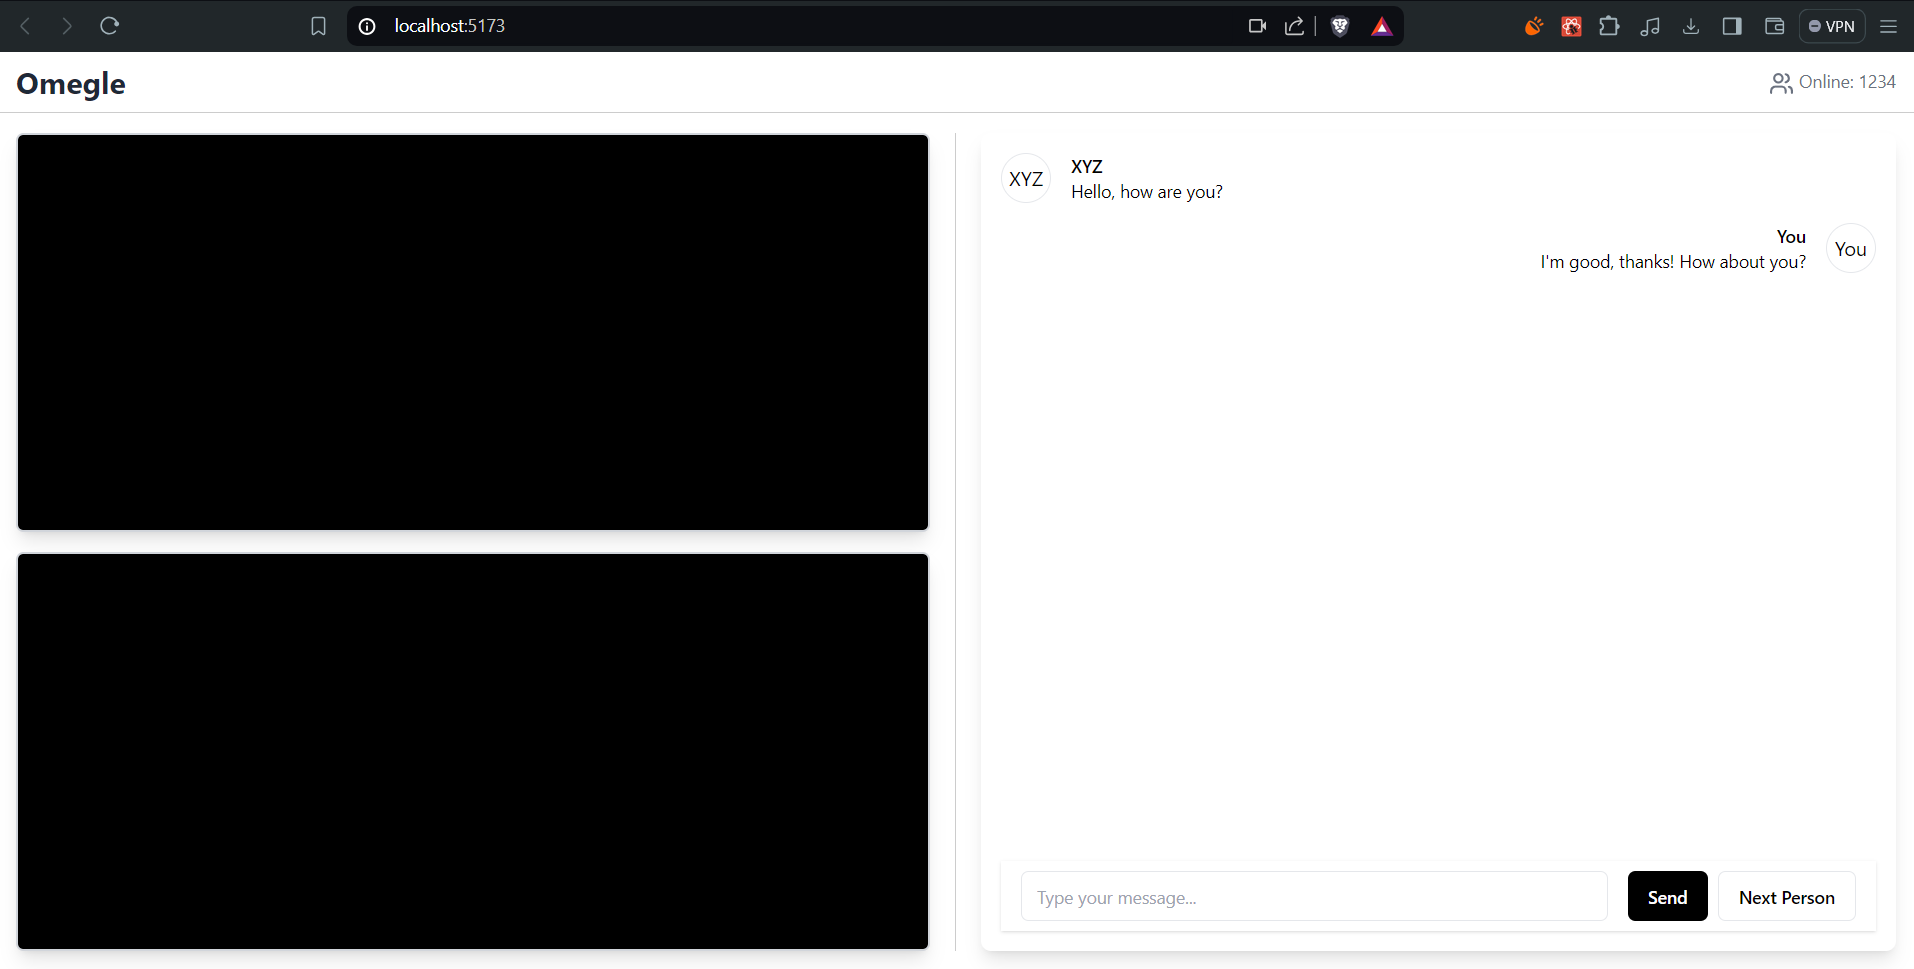 localhost:5173
VPN
Omegle
Online: 1234
XYZ
XYZ
Hello, how are you?
You
You
I'm good, thanks! How about you?
Type your message...
Send
Next Person